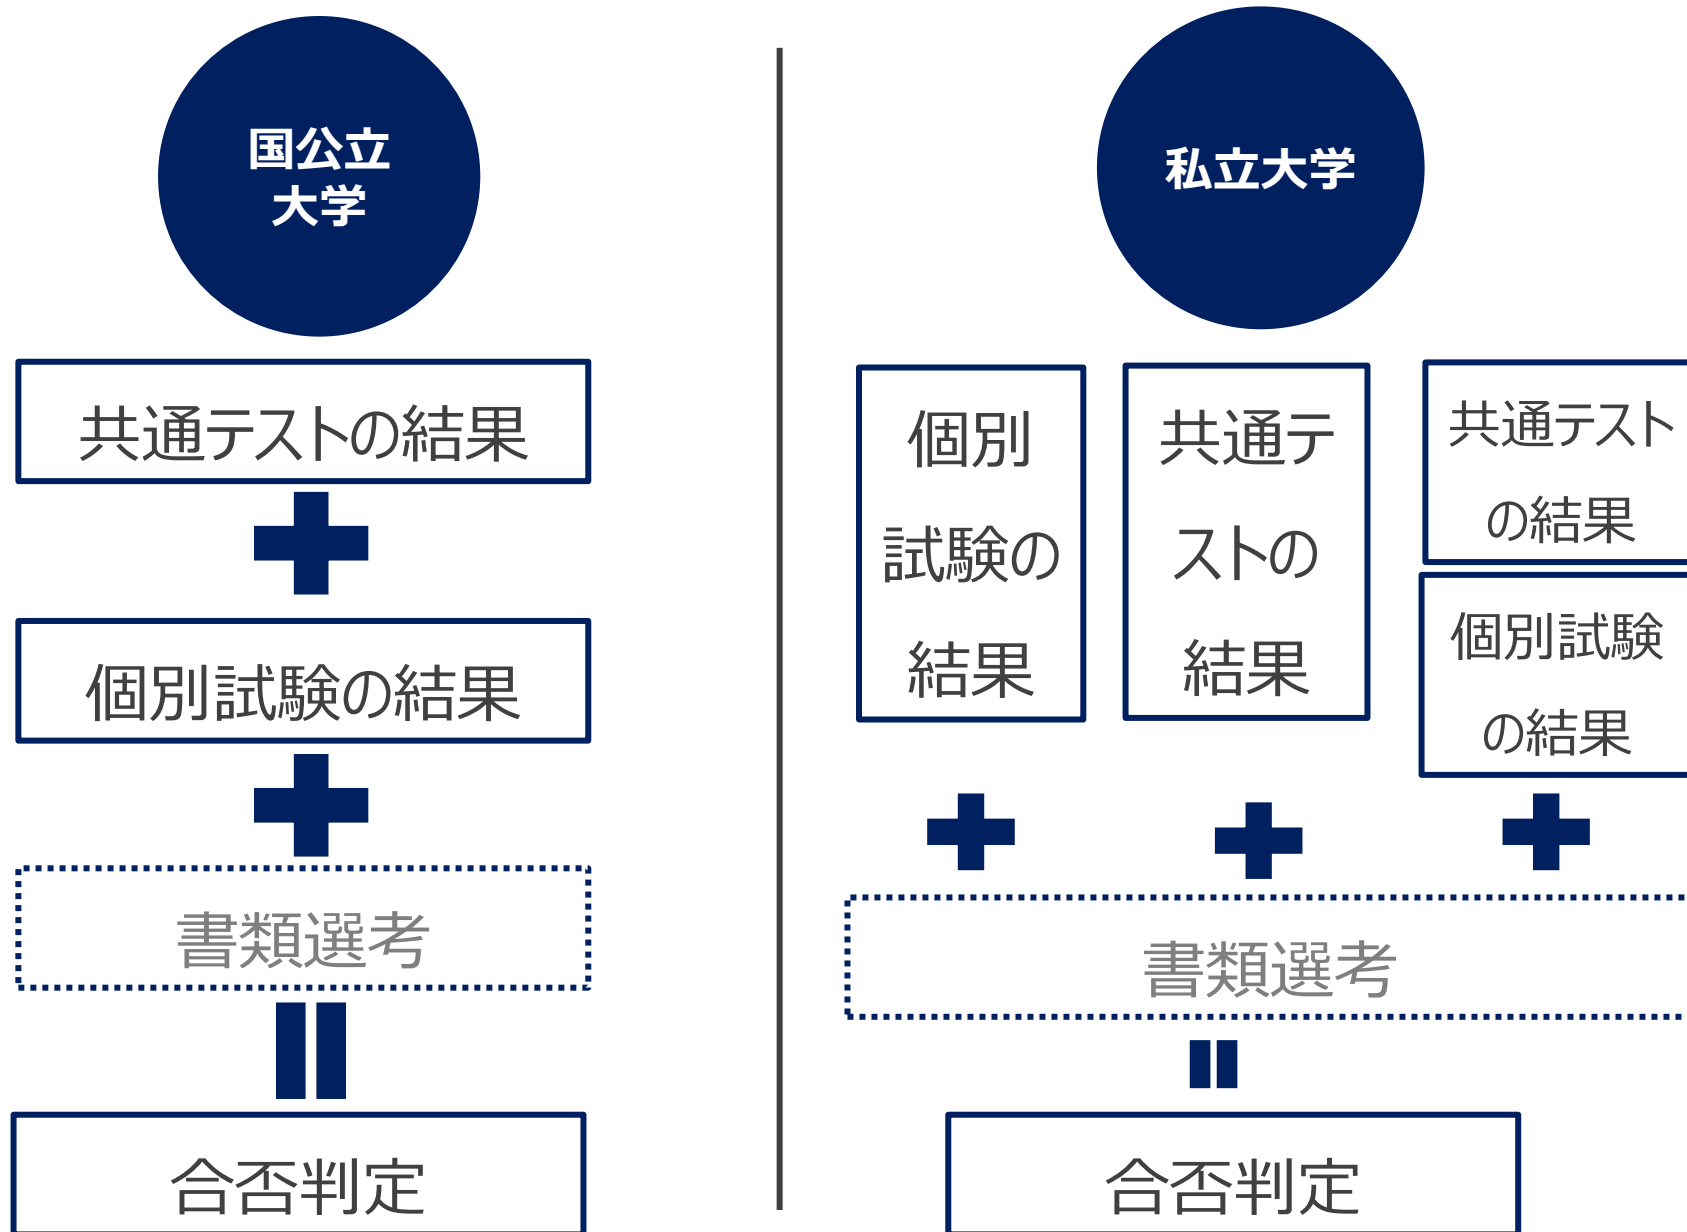 国公立
大学
共通テストの結果
個別試験の結果
書類選考
合否判定
私立大学
個別
試験の
結果
共通テ
ストの
結果
共通テスト
の結果
個別試験
の結果
書類選考
合否判定